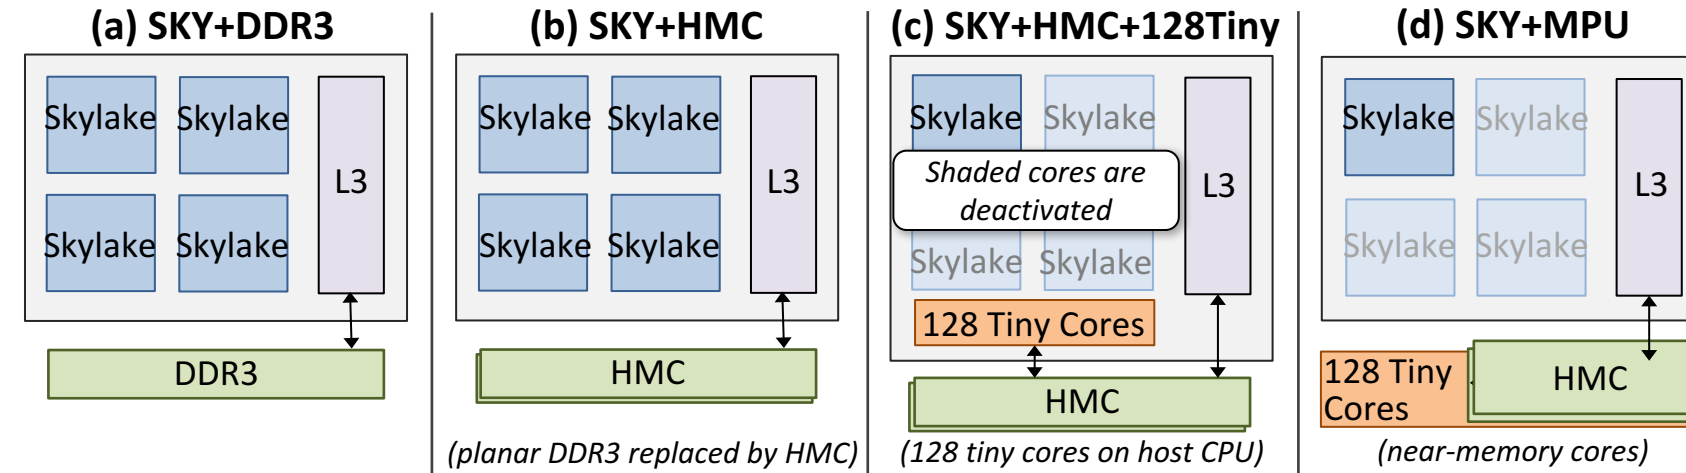 (a) SKY+DDR3
Skylake Skylake
L3
Skylake Skylake
DDR3
(b) SKY+HMC
Skylake Skylake
L3
Skylake Skylake
HMC
(planar DDR3 replaced by HMC)
(c) SKY+HMC+128Tiny
Skylake Skylake
Shaded cores are
deactivated
L3
Skylake Skylake
128 Tiny Cores
HMC
(128 tiny cores on host CPU)
(d) SKY+MPU
Skylake Skylake
L3
Skylake Skylake
128 Tiny
Cores
HMC
(near-memory cores)